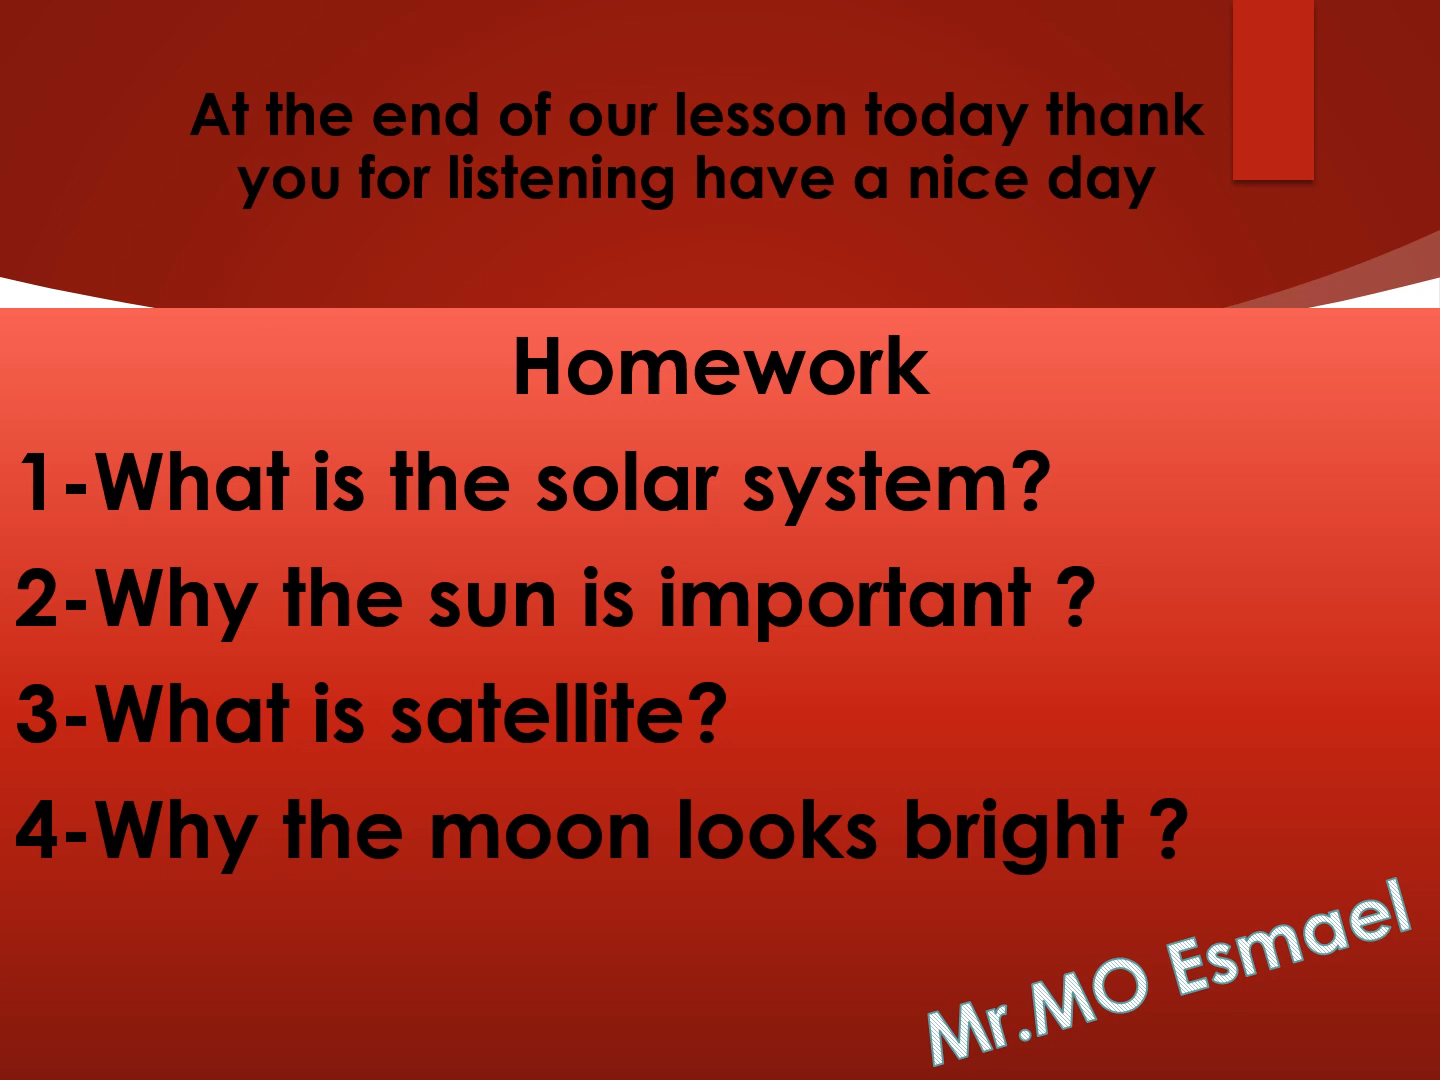 At the end of our lesson today thank
you for listening have a nice day
Homework
1-What is the solar system?
2-Why the sun is important ?
3-What is satellite?
4-Why the moon looks bright ?
Mr.MO Esmael